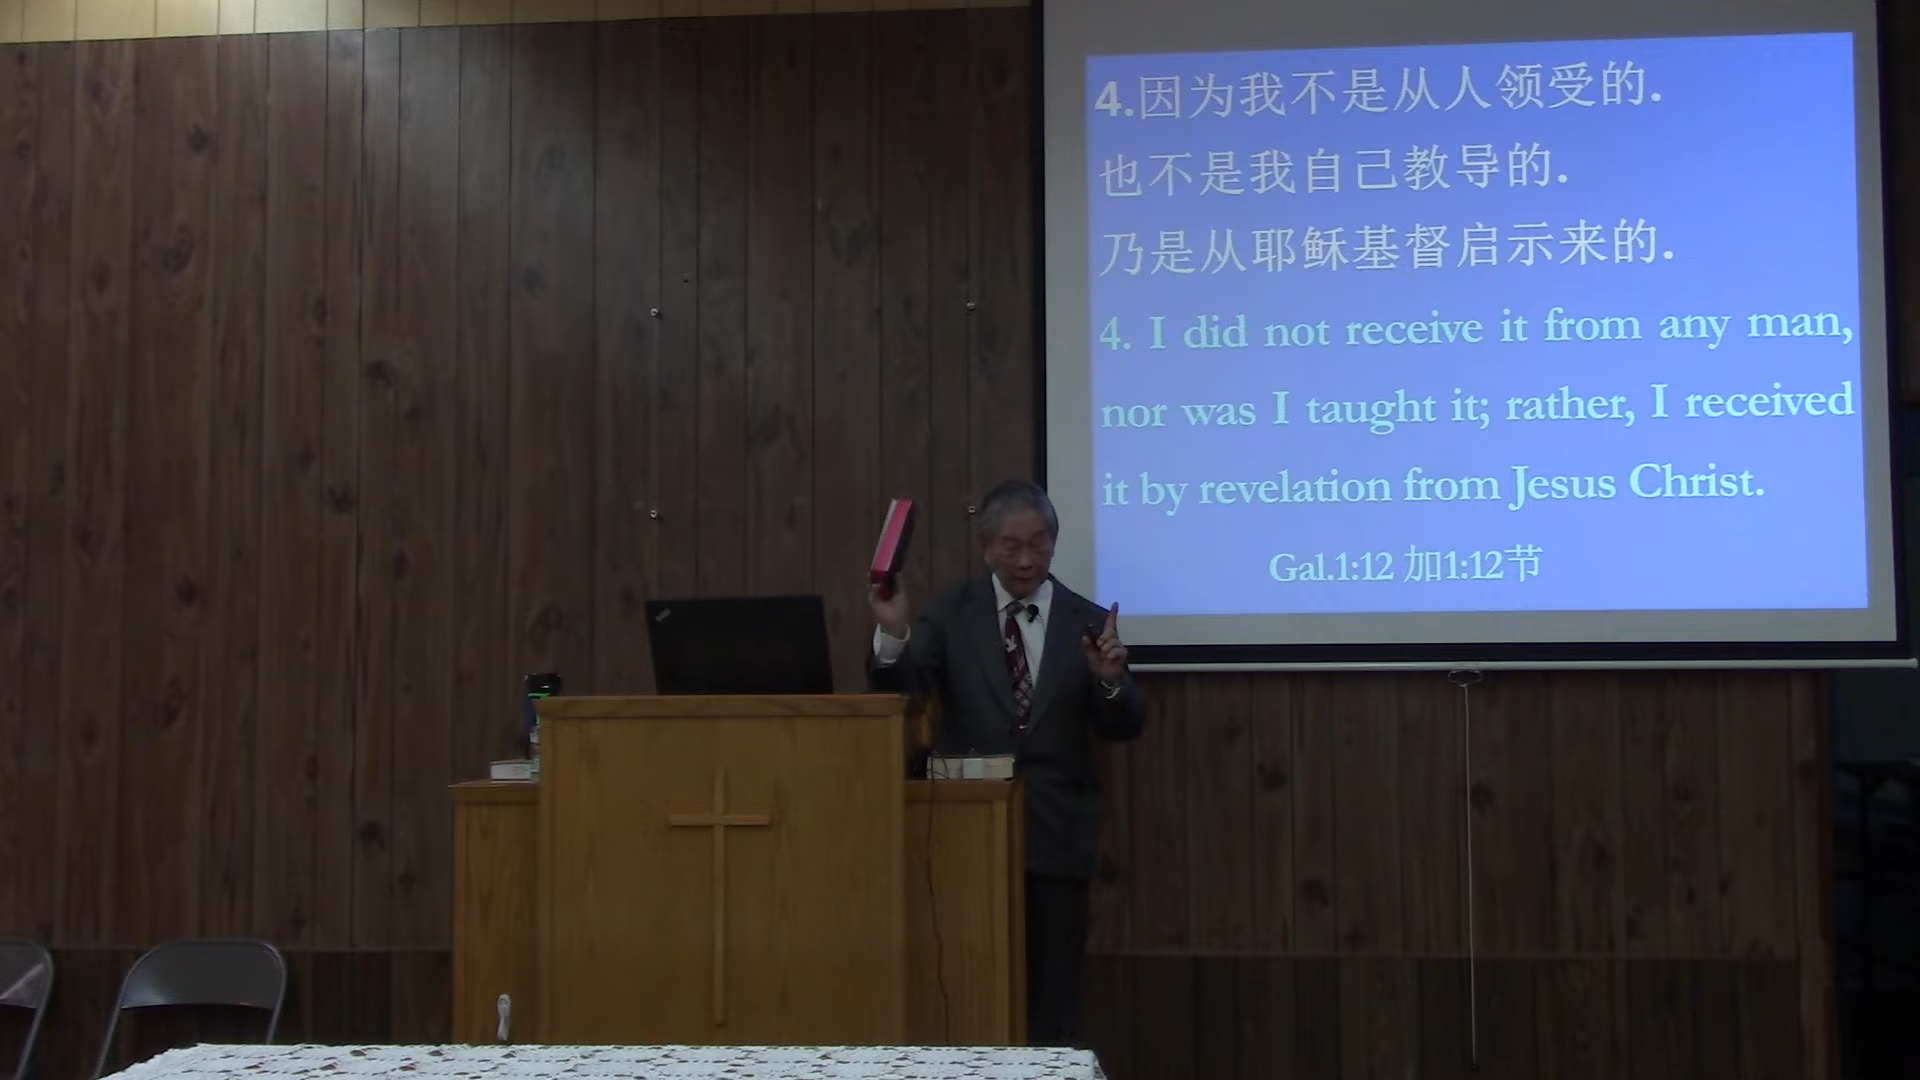 4.因为我不是从人领受的.
也不是我自己教导的.
乃是从耶稣基督启示来的.
4. I did not receive it from any man,
nor was I taught it; rather, I received
it by revelation from Jesus Christ.
Gal.1:12 加1:12节